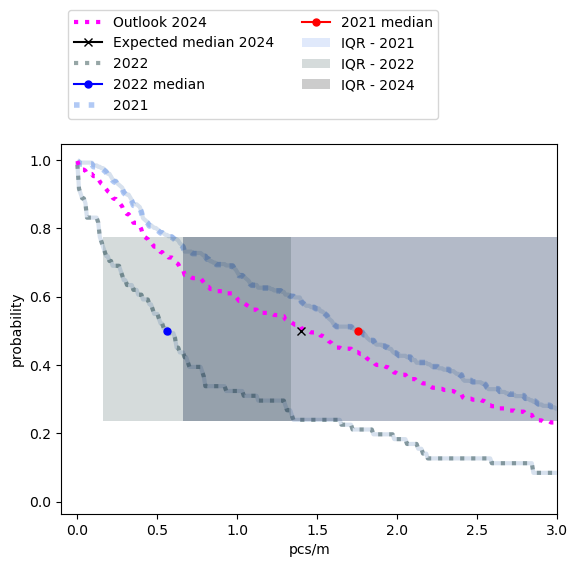 Outlook 2024
Expected median 2024
2022
2022 median
2021
2021 median
IQR - 2021
IQR - 2022
IQR - 2024
1.0
0.8
0.6
0.4
0.2
0.0
probability
0.0 0.5 1.0 1.5 2.0 2.5 3.0
pcs/m